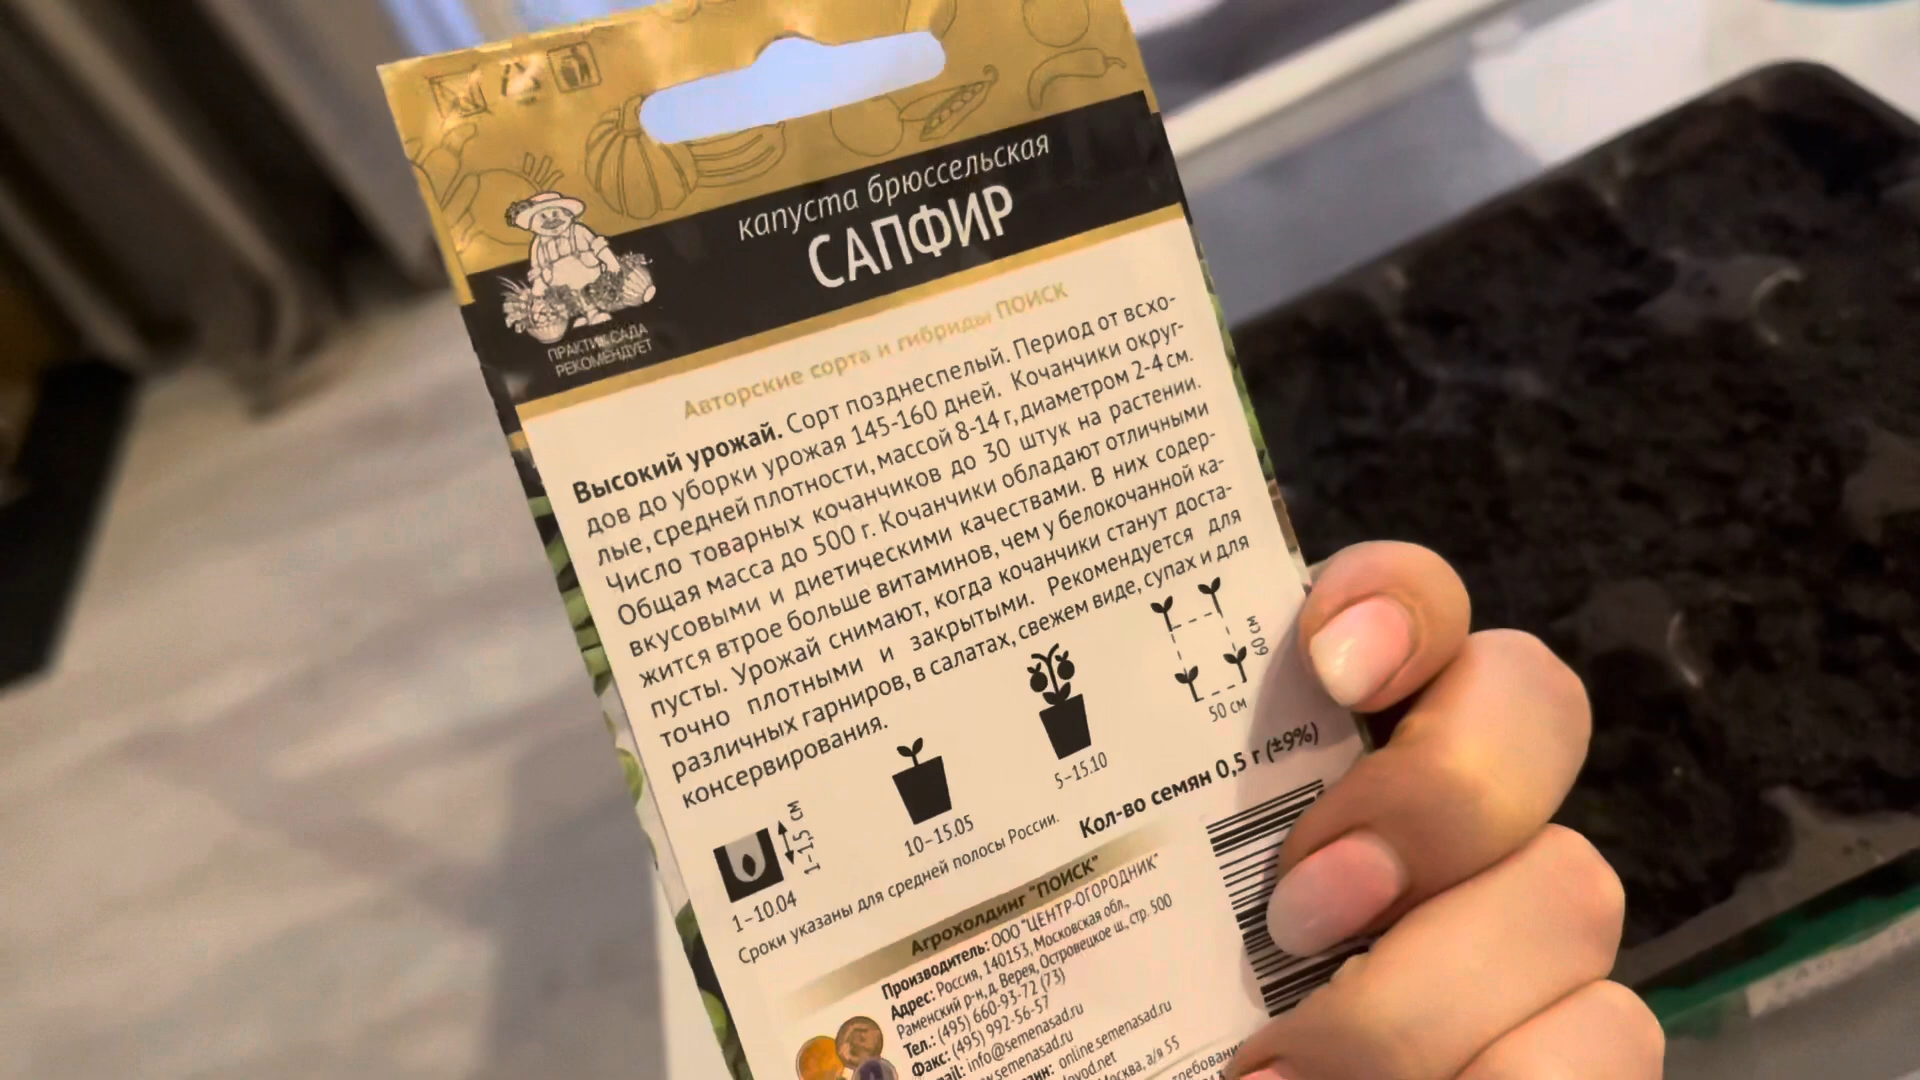 капуста брюссельская
САПФИР
ПРАКТИК САДА
РЕКОМЕНДУЕТ
Авторские сорта и гибриды ПОИСК
Высокий урожай. Сорт позднеспелый. Период от всхо-
дов до уборки урожая 145-160 дней. Кочанчики округ-
лые, средней плотности, массой 8-14 г, диаметром 2-4 см.
Число товарных кочанчиков до 30 штук на растении.
Общая масса до 500 г. Кочанчики обладают отличными
вкусовыми и диетическими качествами. В них содер-
жится втрое больше витаминов, чем у белокочанной ка-
пусты. Урожай снимают, когда кочанчики станут доста-
точно плотными и закрытыми. Рекомендуется для
различных гарниров, в салатах, свежем виде, супах и для
консервирования.
1-1,5 см
60 см
50 см
1-10.04
10-15.05
5-15.10
Сроки указаны для средней полосы России.
Кол-во семян 0,5 г (±9%)
Агрохолдинг "ПОИСК"
Производитель: ООО "ЦЕНТР-ОГОРОДНИК"
Адрес: Россия, 140153, Московская обл.,
Раменский р-н, д. Верея, Островецкое ш., стр. 500
Тел.: (495) 660-93-72 (73)
Факс: (495) 992-56-57
info@semenasad.ru
semenasad.ru
online.semenasad.ru
а/я 55